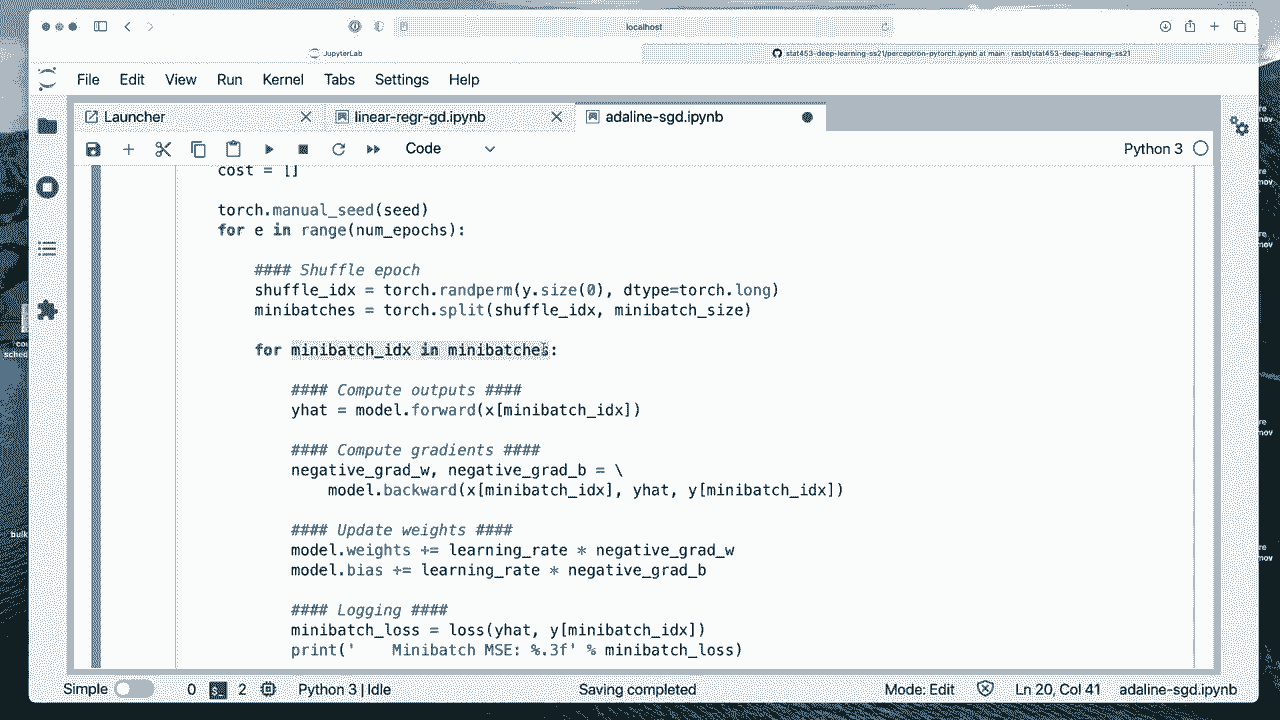 localhost
JupyterLab
stat453-deep-learning-ss21/perceptron-pytorch.ipynb at main · rasbt/stat453-deep-learning-ss21
File Edit View Run Kernel Tabs Settings Help
Launcher
linear-regr-gd.ipynb
adaline-sgd.ipynb
Code
Python 3
cost = []
torch.manual_seed(seed)
for e in range(num_epochs):
#### Shuffle epoch
shuffle_idx = torch.randperm(y.size(0), dtype=torch.long)
minibatches = torch.split(shuffle_idx, minibatch_size)
for minibatch_idx in minibatches:
#### Compute outputs ####
yhat = model.forward(x[minibatch_idx])
#### Compute gradients ####
negative_grad_w, negative_grad_b = \
model.backward(x[minibatch_idx], yhat, y[minibatch_idx])
#### Update weights ####
model.weights += learning_rate * negative_grad_w
model.bias += learning_rate * negative_grad_b
#### Logging ####
minibatch_loss = loss(yhat, y[minibatch_idx])
print('    Minibatch MSE: %.3f' % minibatch_loss)
Simple 0 2 Python 3 | Idle Saving completed Mode: Edit Ln 20, Col 41 adaline-sgd.ipynb